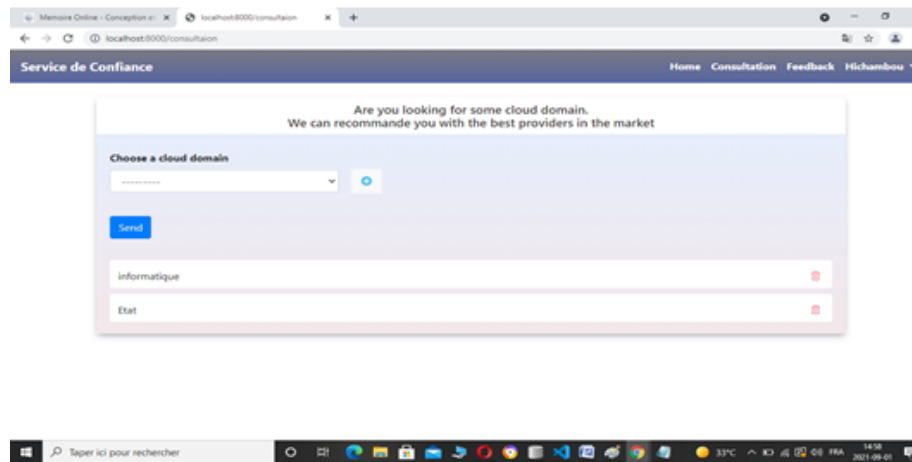 Memoire Online - Conception et
localhost:8000/consultaion
localhost:8000/consultaion
Service de Confiance
Home Consultation Feedback Hichambou
Are you looking for some cloud domain.
We can recommande you with the best providers in the market
Choose a cloud domain
---------
Send
informatique
Etat
Taper ici pour rechercher
33°C
FRA
14:58
2021-09-01